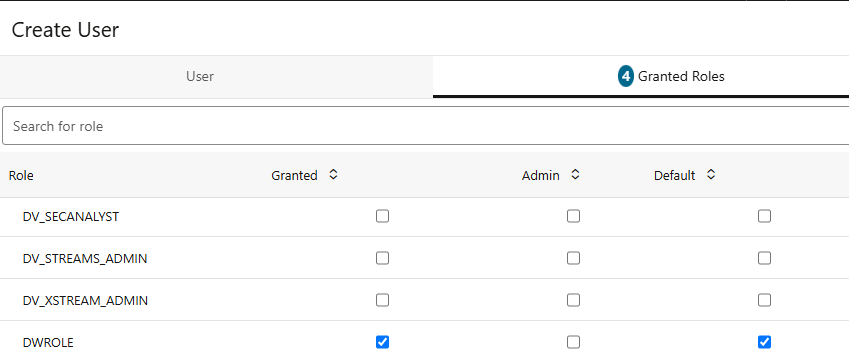 Create User
User
4 Granted Roles
Search for role
Role Granted Admin Default
DV_SECANALYST
DV_STREAMS_ADMIN
DV_XSTREAM_ADMIN
DWROLE